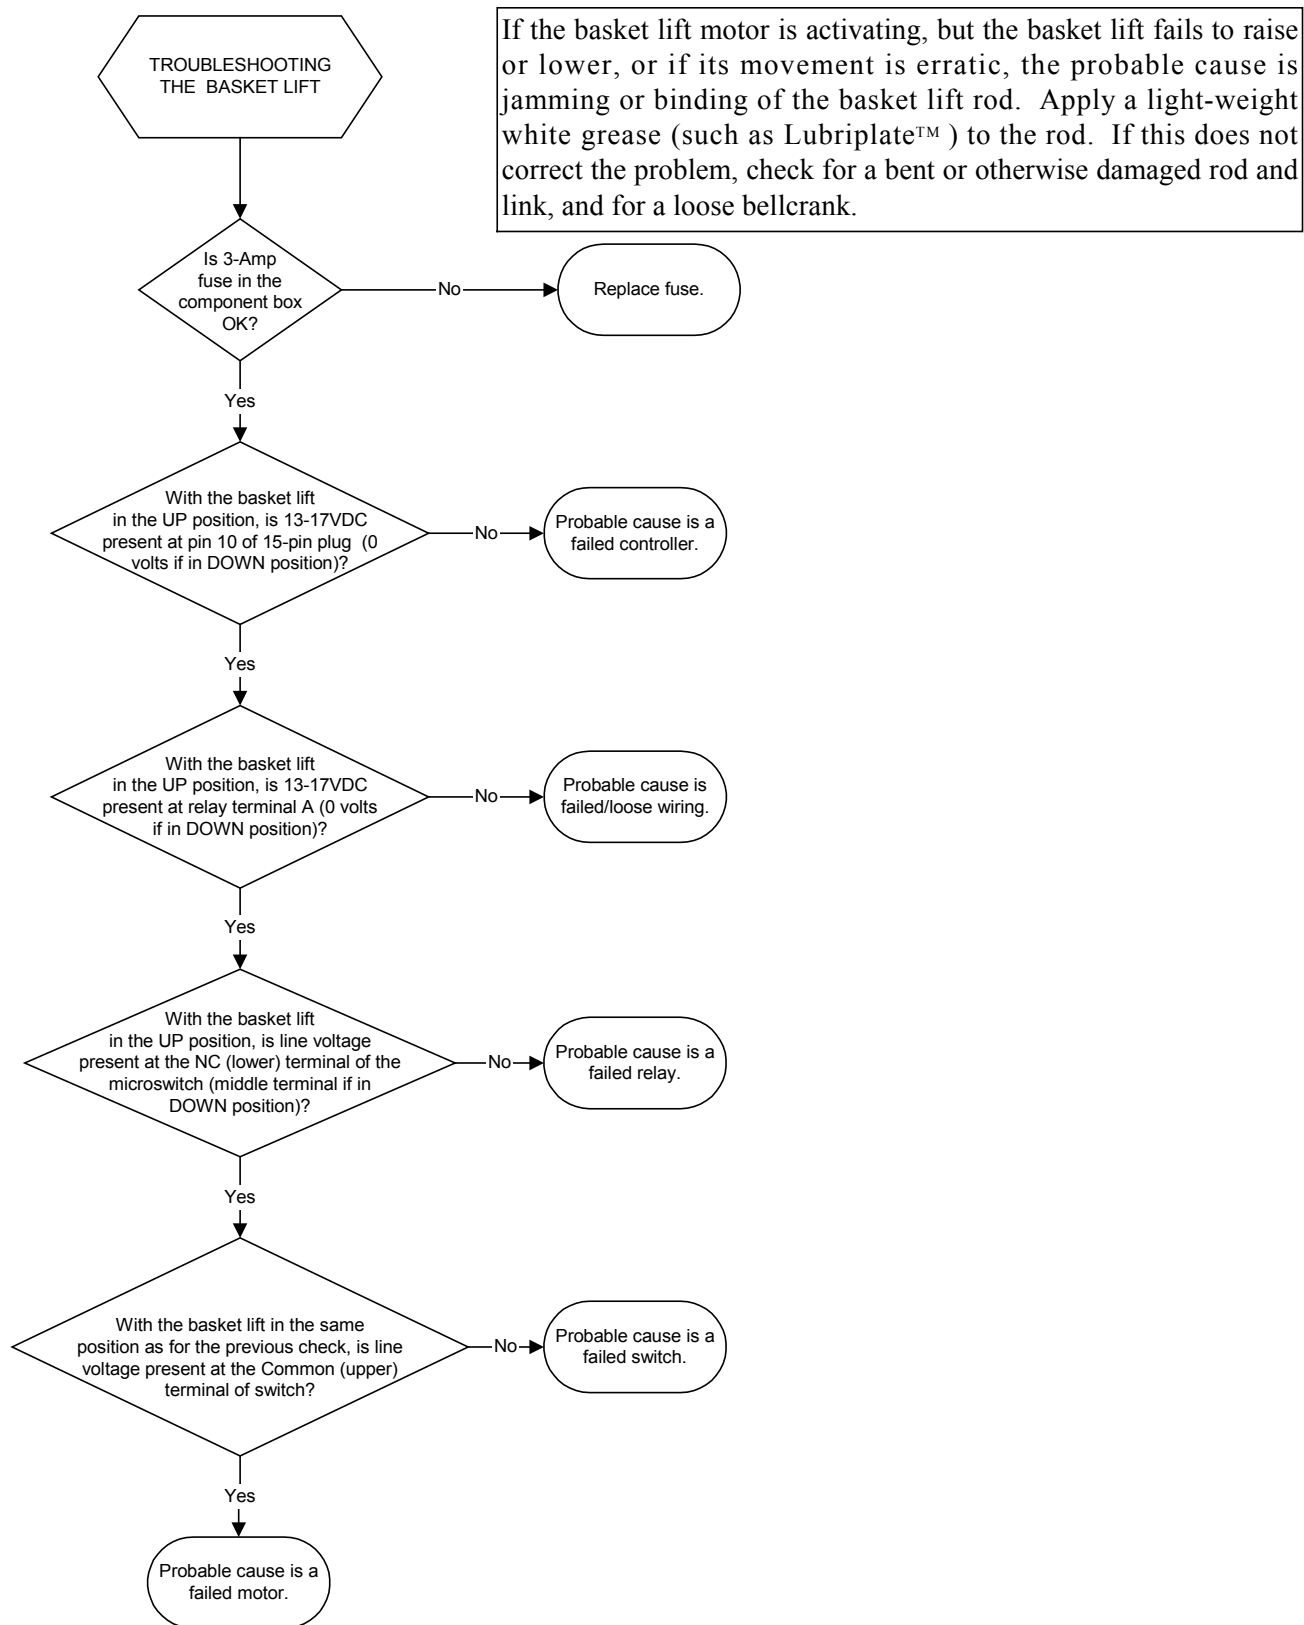 TROUBLESHOOTING
THE BASKET LIFT
If the basket lift motor is activating, but the basket lift fails to raise
or lower, or if its movement is erratic, the probable cause is
jamming or binding of the basket lift rod. Apply a light-weight
white grease (such as Lubriplate™ ) to the rod. If this does not
correct the problem, check for a bent or otherwise damaged rod and
link, and for a loose bellcrank.
Is 3-Amp
fuse in the
component box
OK?
No
Replace fuse.
Yes
With the basket lift
in the UP position, is 13-17VDC
present at pin 10 of 15-pin plug (0
volts if in DOWN position)?
No
Probable cause is a
failed controller.
Yes
With the basket lift
in the UP position, is 13-17VDC
present at relay terminal A (0 volts
if in DOWN position)?
No
Probable cause is
failed/loose wiring.
Yes
With the basket lift
in the UP position, is line voltage
present at the NC (lower) terminal of the
microswitch (middle terminal if in
DOWN position)?
No
Probable cause is a
failed relay.
Yes
With the basket lift in the same
position as for the previous check, is line
voltage present at the Common (upper)
terminal of switch?
No
Probable cause is a
failed switch.
Yes
Probable cause is a
failed motor.